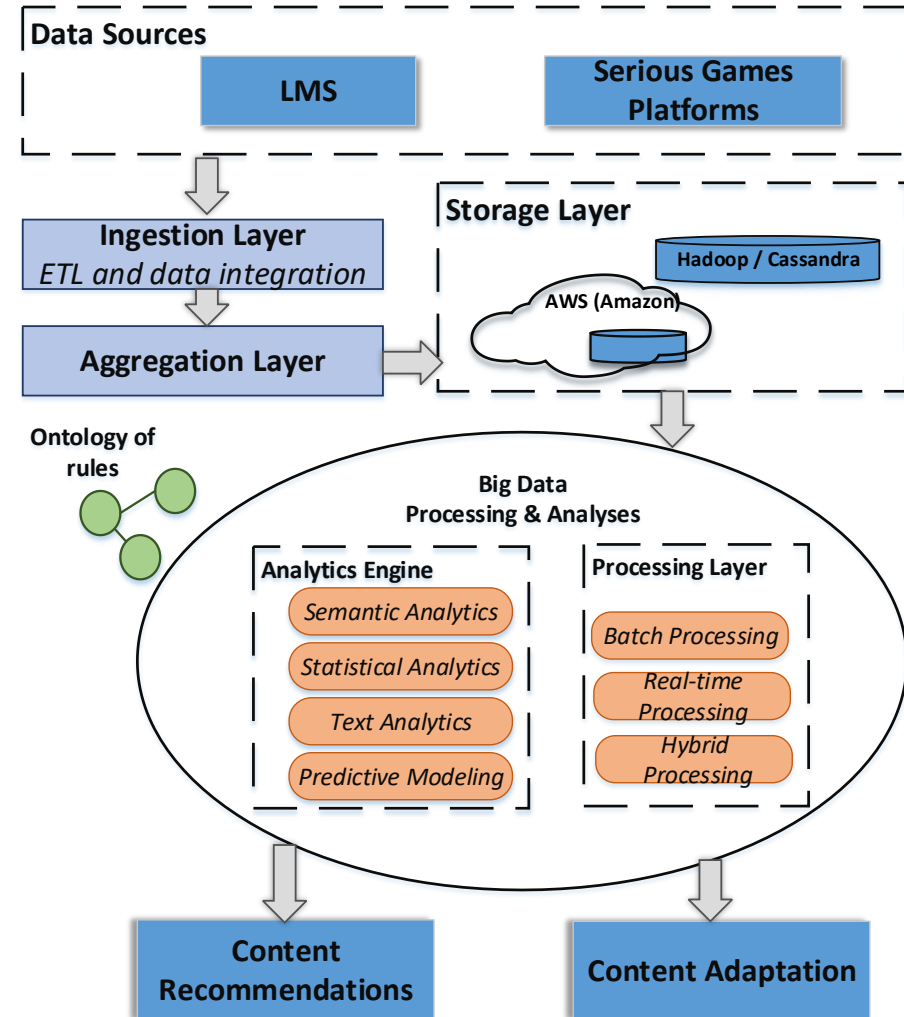 Data Sources
LMS
Serious Games
Platforms
Ingestion Layer
ETL and data integration
Aggregation Layer
Storage Layer
Hadoop / Cassandra
AWS (Amazon)
Ontology of
rules
Big Data
Processing & Analyses
Analytics Engine
Semantic Analytics
Statistical Analytics
Text Analytics
Predictive Modeling
Processing Layer
Batch Processing
Real-time
Processing
Hybrid
Processing
Content
Recommendations
Content Adaptation